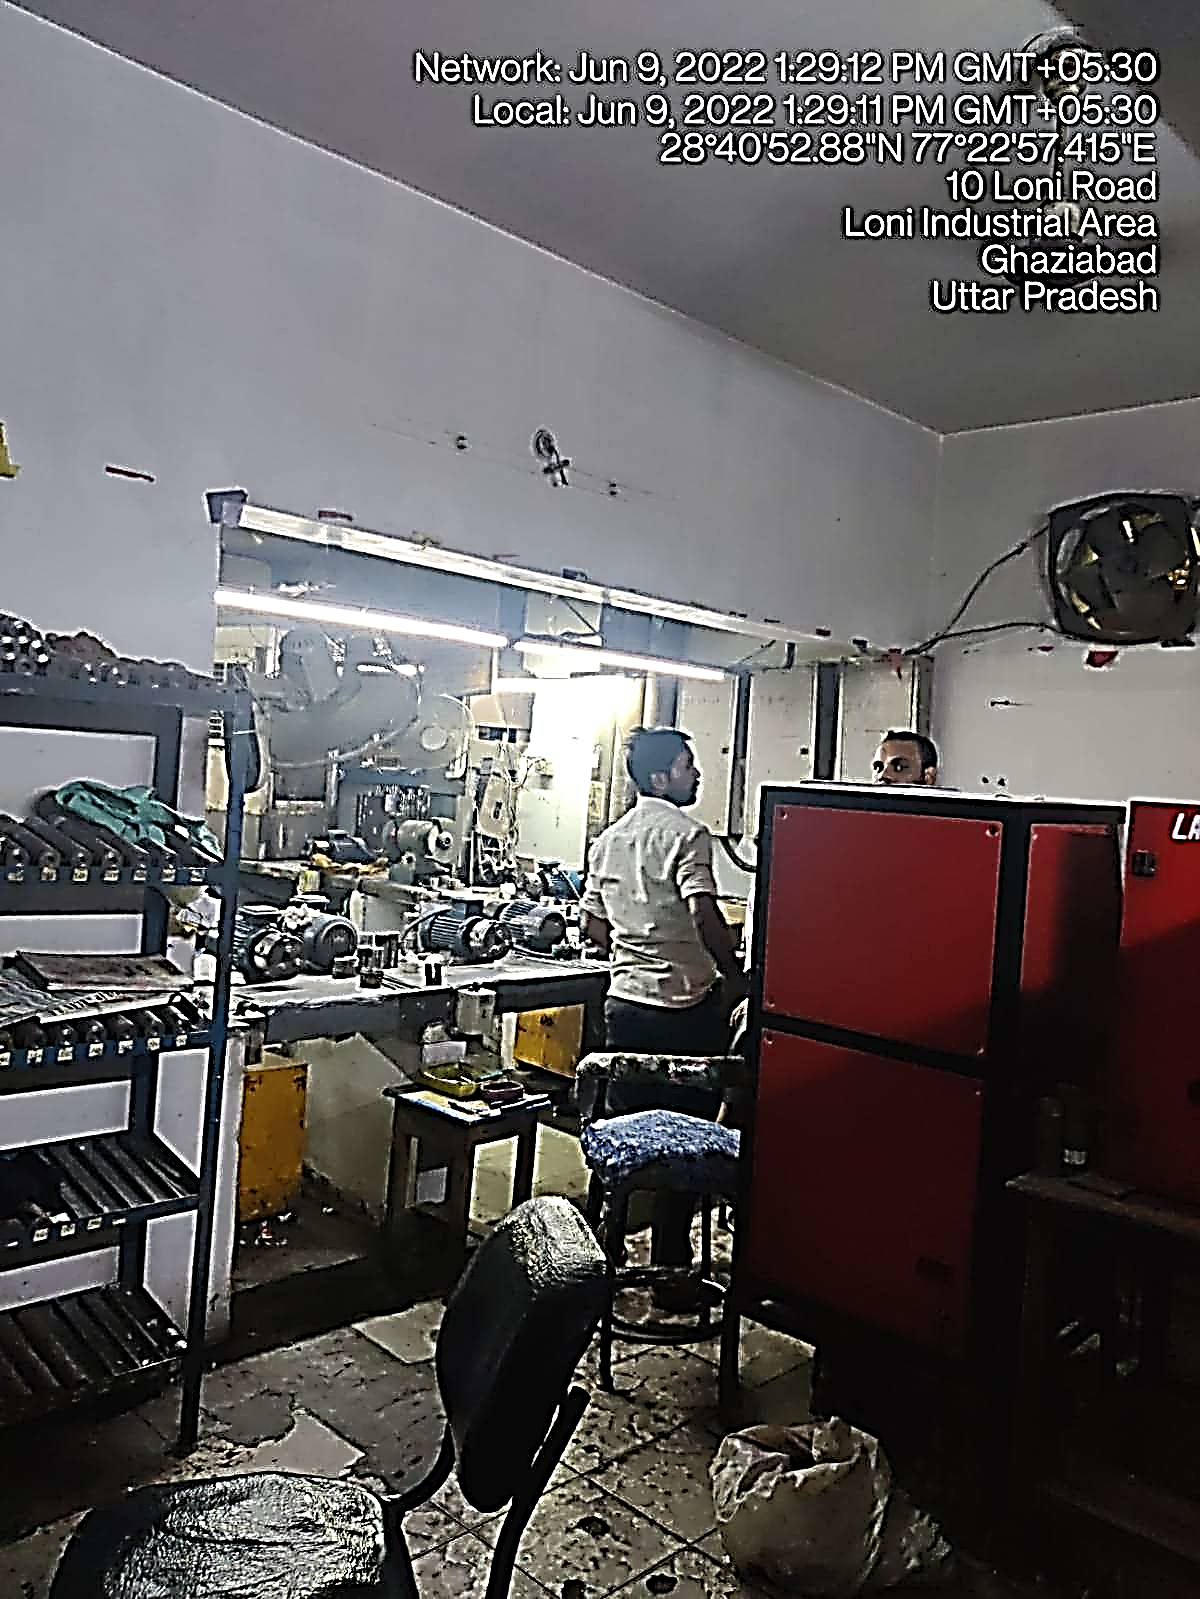 Network: Jun 9, 2022 1:29:12 PM GMT+05:30
Local: Jun 9, 2022 1:29:11 PM GMT+05:30
28°40'52.88"N 77°22'57.415"E
10 Loni Road
Loni Industrial Area
Ghaziabad
Uttar Pradesh
LA